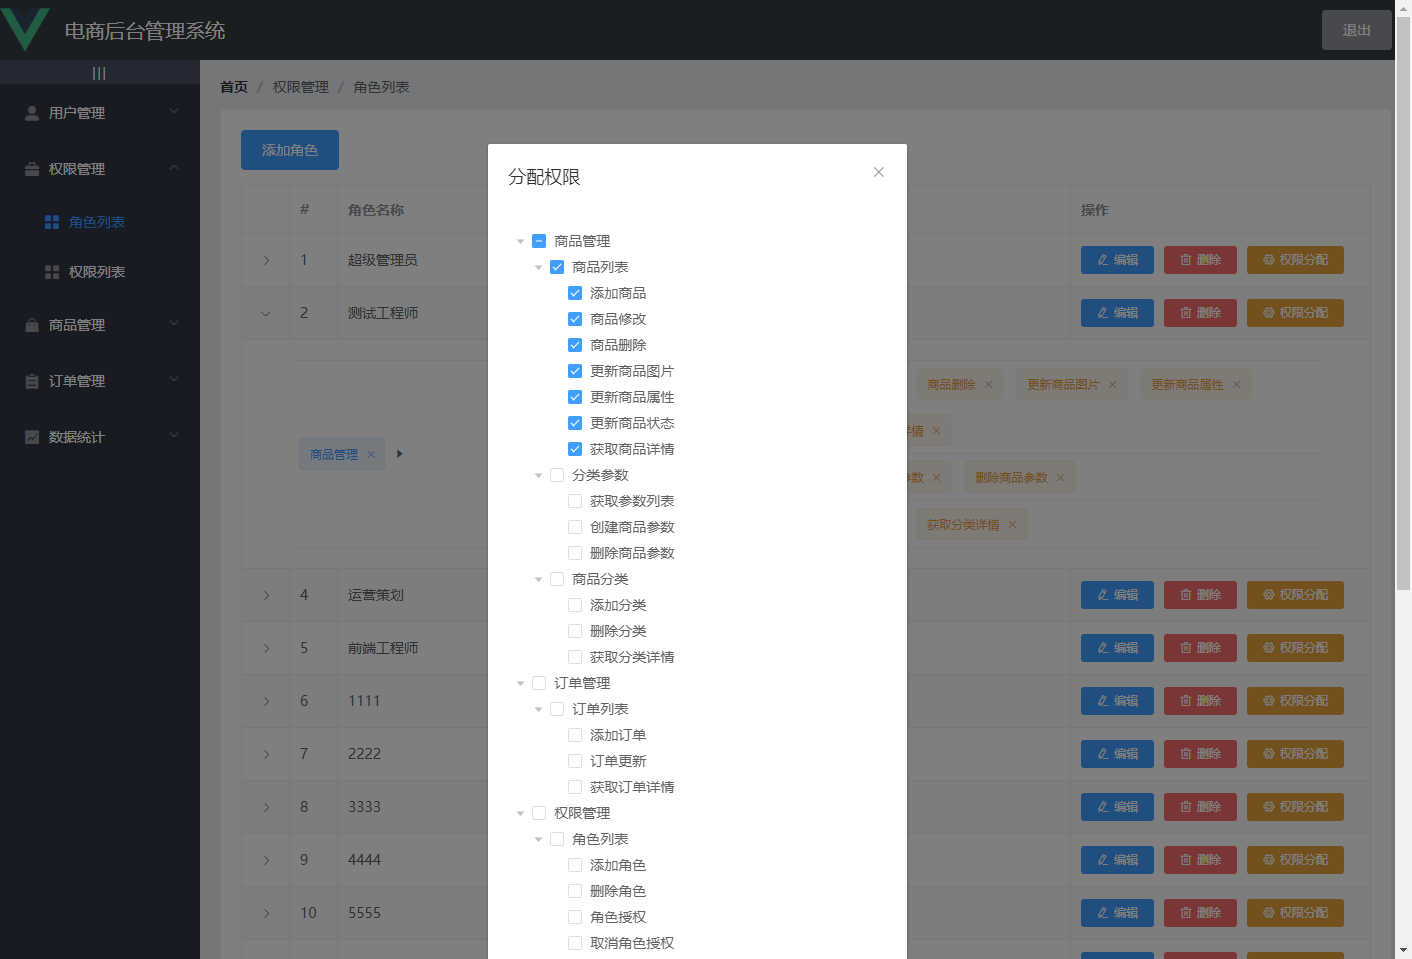 电商后台管理系统
退出
|||
首页 / 权限管理 / 角色列表
用户管理
权限管理
角色列表
权限列表
商品管理
订单管理
数据统计
添加角色
# 角色名称 操作
1 超级管理员 编辑 删除 权限分配
2 测试工程师 编辑 删除 权限分配
商品删除 更新商品图片 更新商品属性
情
商品管理
参数 删除商品参数
获取分类详情
4 运营策划 编辑 删除 权限分配
5 前端工程师 编辑 删除 权限分配
6 1111 编辑 删除 权限分配
7 2222 编辑 删除 权限分配
8 3333 编辑 删除 权限分配
9 4444 编辑 删除 权限分配
10 5555 编辑 删除 权限分配
分配权限
商品管理
商品列表
添加商品
商品修改
商品删除
更新商品图片
更新商品属性
更新商品状态
获取商品详情
分类参数
获取参数列表
创建商品参数
删除商品参数
商品分类
添加分类
删除分类
获取分类详情
订单管理
订单列表
添加订单
订单更新
获取订单详情
权限管理
角色列表
添加角色
删除角色
角色授权
取消角色授权